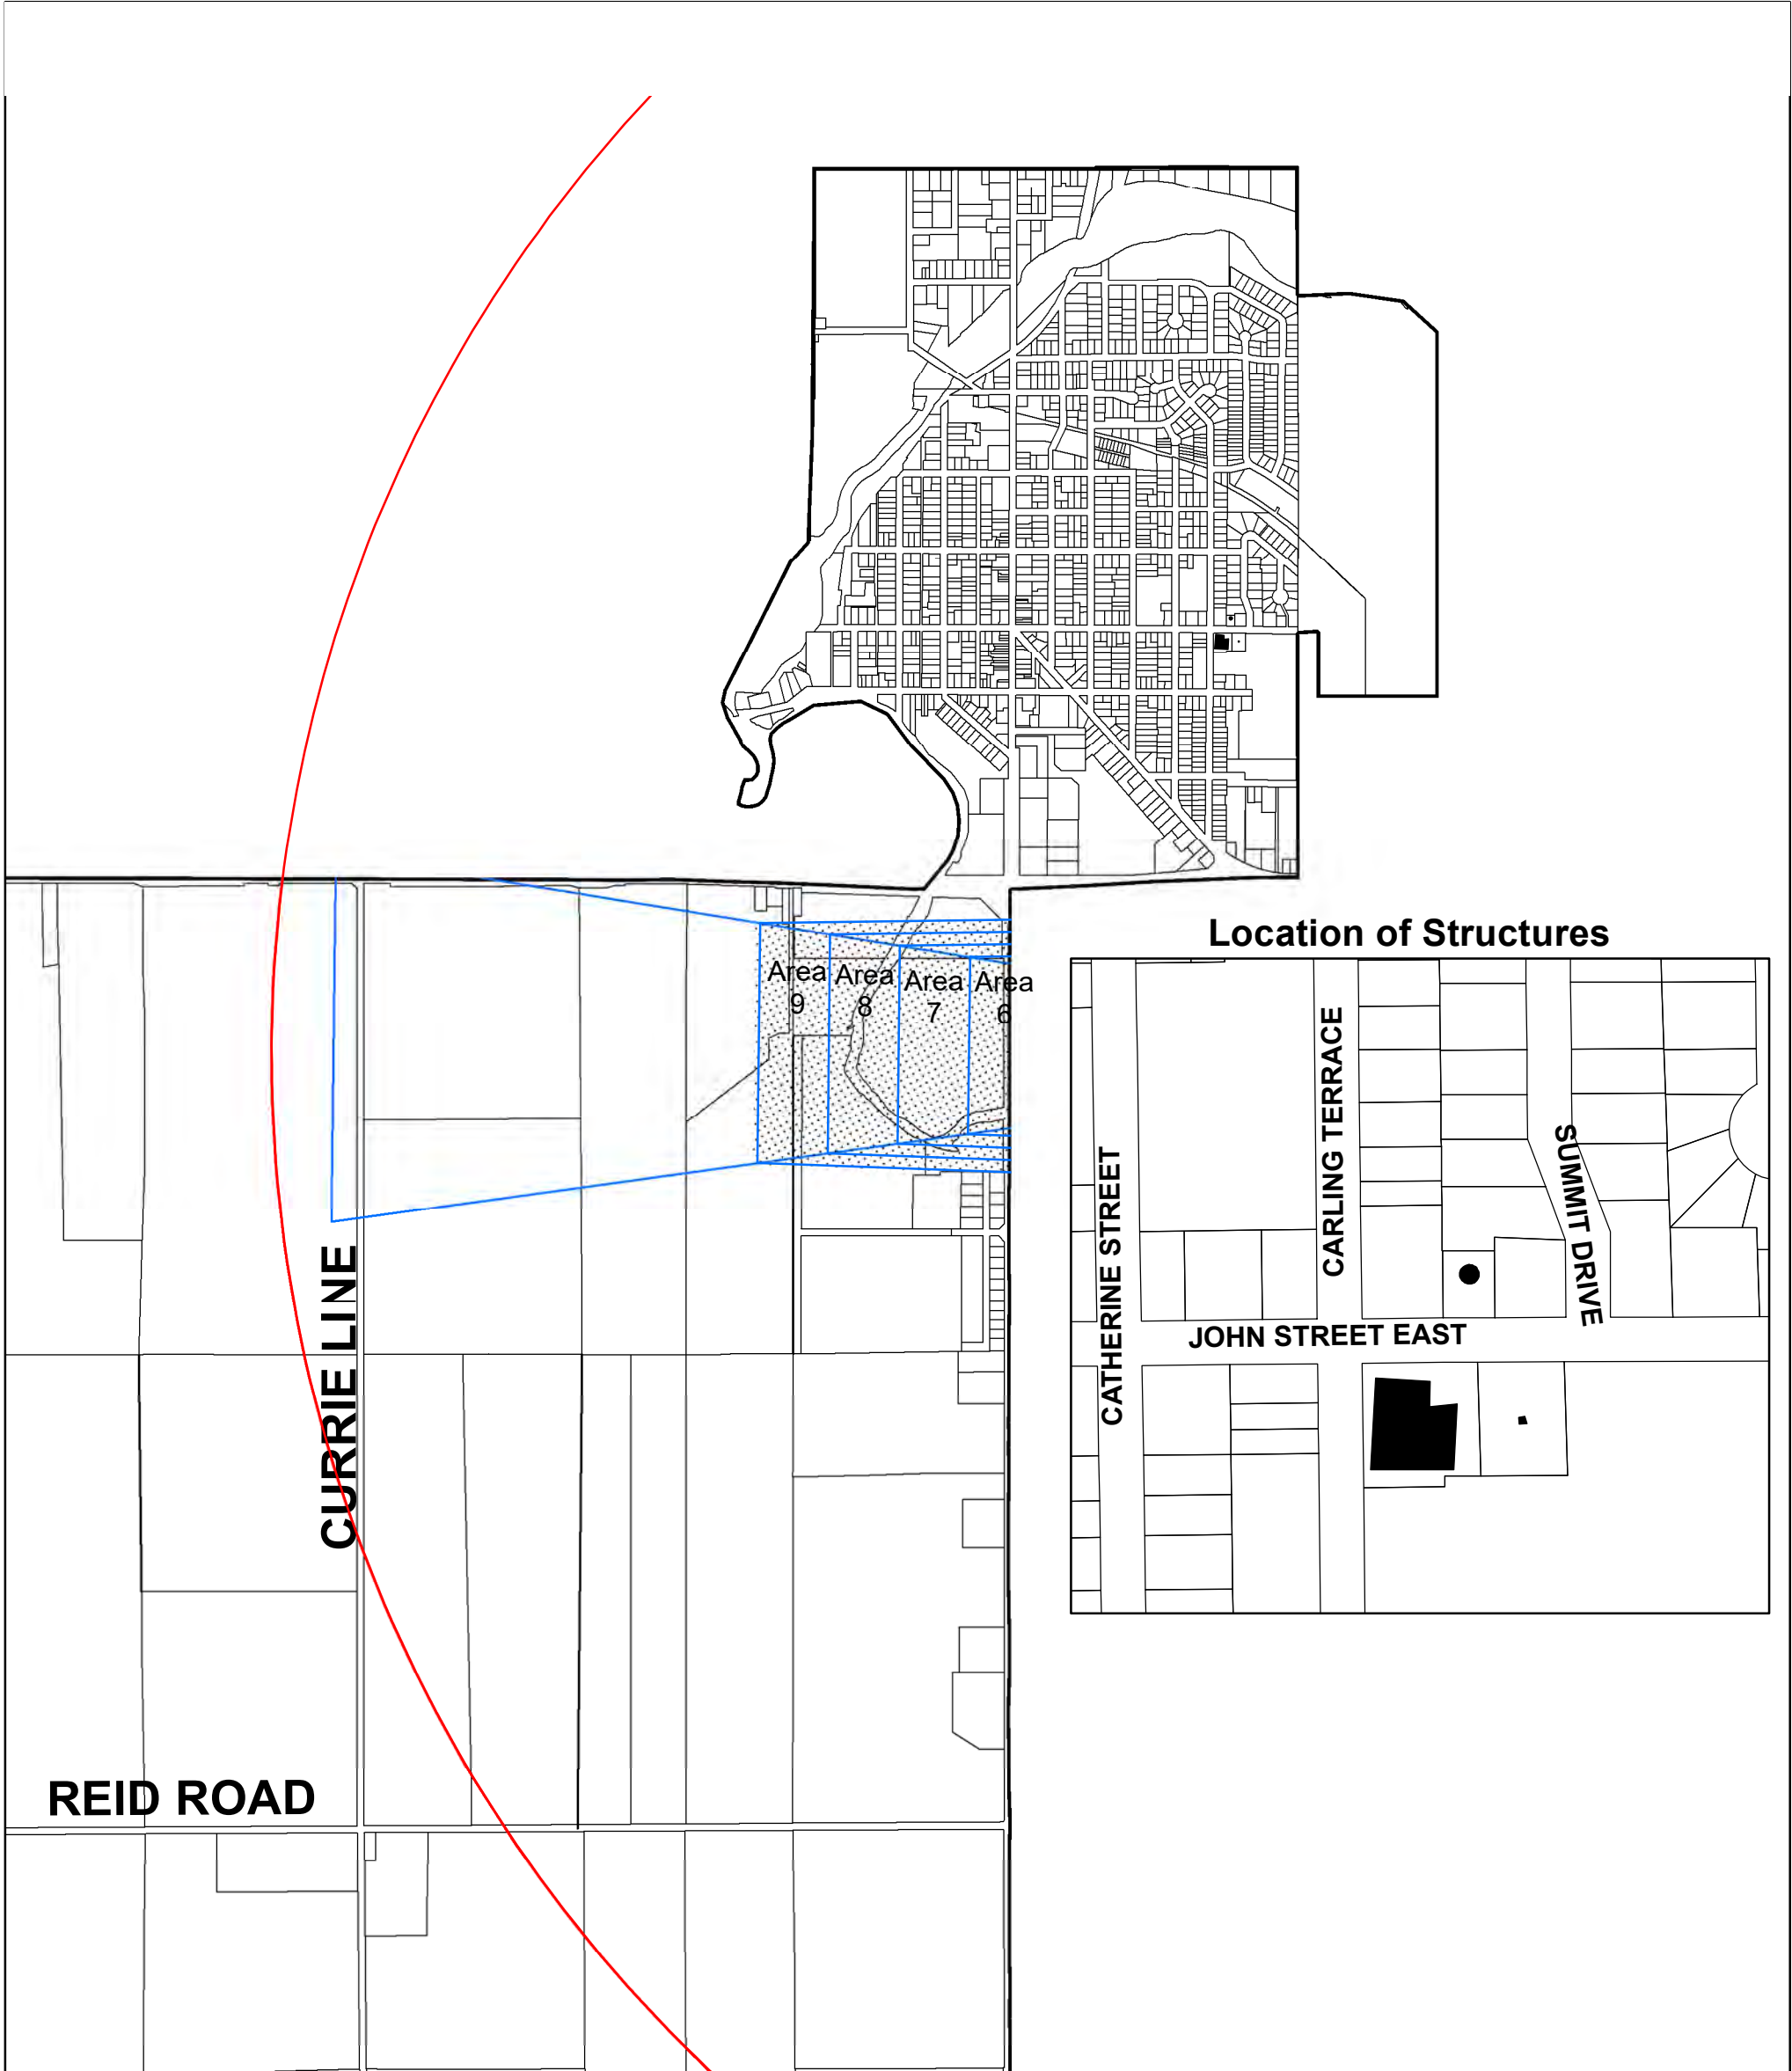 Location of Structures
Area
9
Area
8
Area
7
Area
6
CATHERINE STREET
CARLING TERRACE
SUMMIT DRIVE
JOHN STREET EAST
CURRIE LINE
REID ROAD